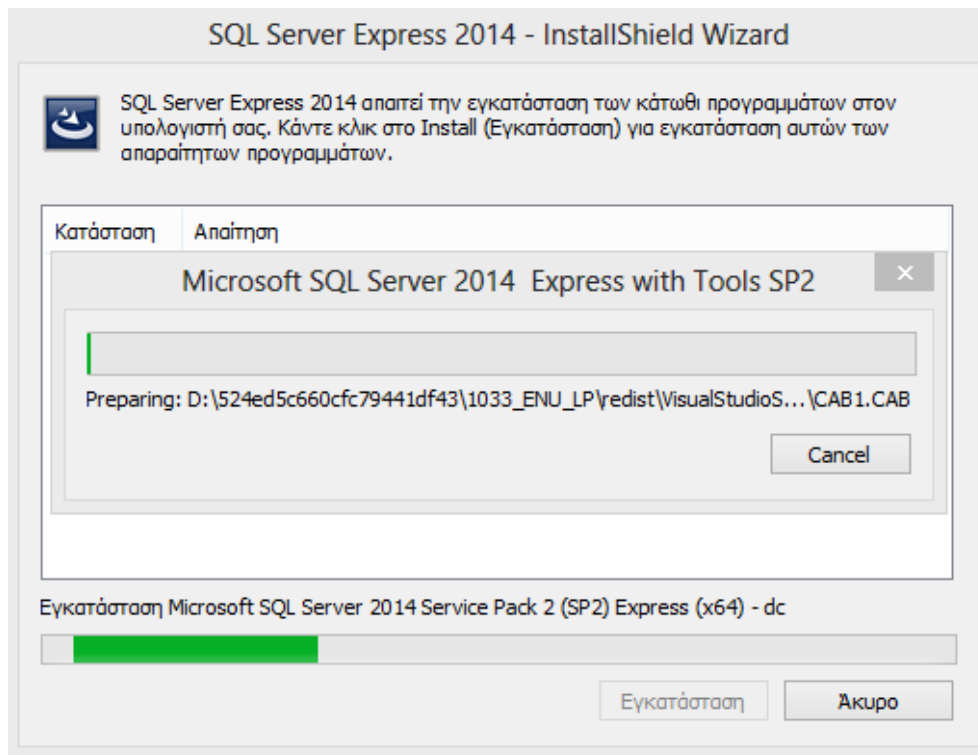 SQL Server Express 2014 - InstallShield Wizard
SQL Server Express 2014 απαιτεί την εγκατάσταση των κάτωθι προγραμμάτων στον
υπολογιστή σας. Κάντε κλικ στο Install (Εγκατάσταση) για εγκατάσταση αυτών των
απαραίτητων προγραμμάτων.
Κατάσταση Απαίτηση
Microsoft SQL Server 2014 Express with Tools SP2
Preparing: D:\524ed5c660cfc79441df43\1033_ENU_LP\redist\VisualStudioS...\CAB1.CAB
Cancel
Εγκατάσταση Microsoft SQL Server 2014 Service Pack 2 (SP2) Express (x64) - dc
Εγκατάσταση Άκυρο